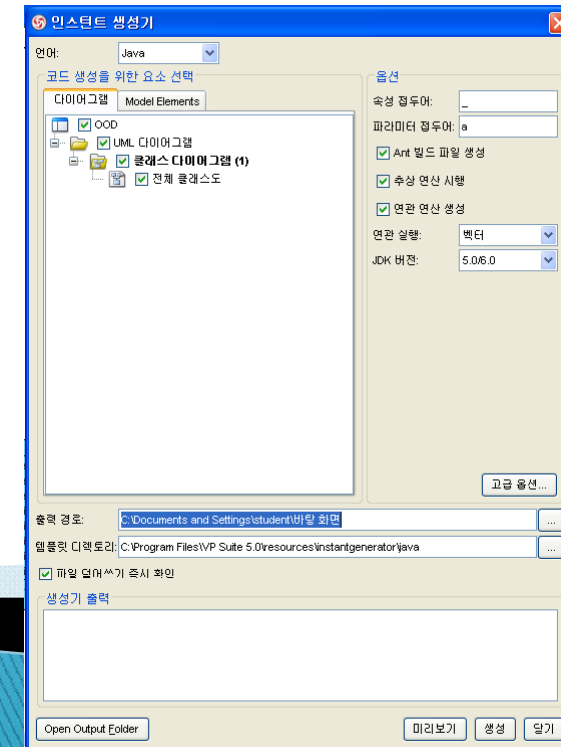 인스턴트 생성기
언어: Java
코드 생성을 위한 요소 선택
다이어그램 Model Elements
OOD
UML 다이어그램
클래스 다이어그램 (1)
전체 클래스도
옵션
속성 접두어: _
파라미터 접두어: a
Ant 빌드 파일 생성
추상 연산 시행
연관 연산 생성
연관 실행: 벡터
JDK 버전: 5.0/6.0
고급 옵션...
출력 경로: C:\Documents and Settings\student\바탕 화면 ...
템플릿 디렉토리: C:\Program Files\VP Suite 5.0\resources\instantgenerator\java ...
파일 덮어쓰기 즉시 확인
생성기 출력
Open Output Folder 미리보기 생성 닫기